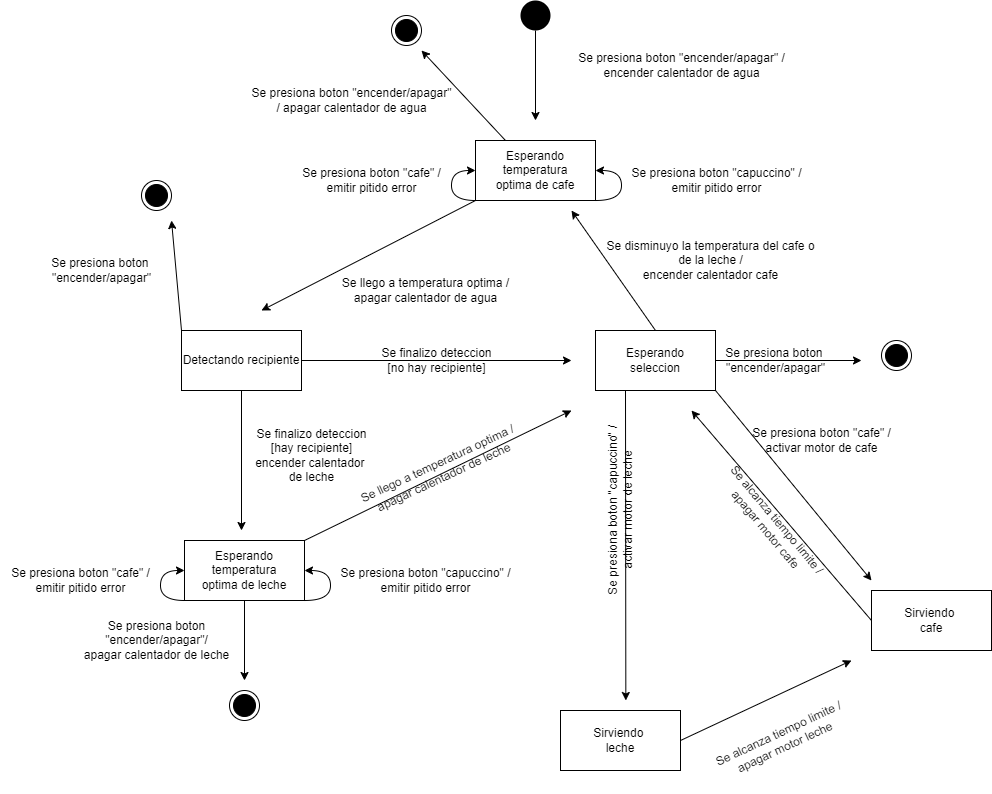 Se presiona boton "encender/apagar" /
encender calentador de agua
Se presiona boton "encender/apagar"
/ apagar calentador de agua
Esperando
temperatura
optima de cafe
Se presiona boton "cafe" /
emitir pitido error
Se presiona boton "capuccino" /
emitir pitido error
Se presiona boton
"encender/apagar"
Se disminuyo la temperatura del cafe o
de la leche /
encender calentador cafe
Se llego a temperatura optima /
apagar calentador de agua
Detectando recipiente
Se finalizo deteccion
[no hay recipiente]
Esperando
seleccion
Se presiona boton
"encender/apagar"
Se finalizo deteccion
[hay recipiente]
encender calentador
de leche
Se llego a temperatura optima /
apagar calentador de leche
Se presiona boton "capuccino" /
activar motor de leche
Se presiona boton "cafe" /
activar motor de cafe
Se alcanza tiempo limite /
apagar motor cafe
Esperando
temperatura
optima de leche
Se presiona boton "cafe" /
emitir pitido error
Se presiona boton "capuccino" /
emitir pitido error
Se presiona boton
"encender/apagar"/
apagar calentador de leche
Sirviendo
cafe
Sirviendo
leche
Se alcanza tiempo limite /
apagar motor leche